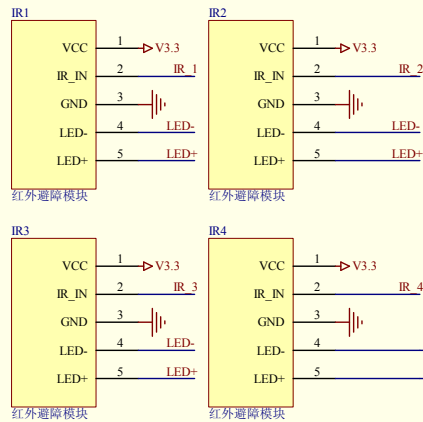 IR1
VCC 1 V3.3
IR_IN 2 IR_1
GND 3
LED- 4 LED-
LED+ 5 LED+
红外避障模块
IR2
VCC 1 V3.3
IR_IN 2 IR_2
GND 3
LED- 4 LED-
LED+ 5 LED+
红外避障模块
IR3
VCC 1 V3.3
IR_IN 2 IR_3
GND 3
LED- 4 LED-
LED+ 5 LED+
红外避障模块
IR4
VCC 1 V3.3
IR_IN 2 IR_4
GND 3
LED- 4
LED+ 5
红外避障模块